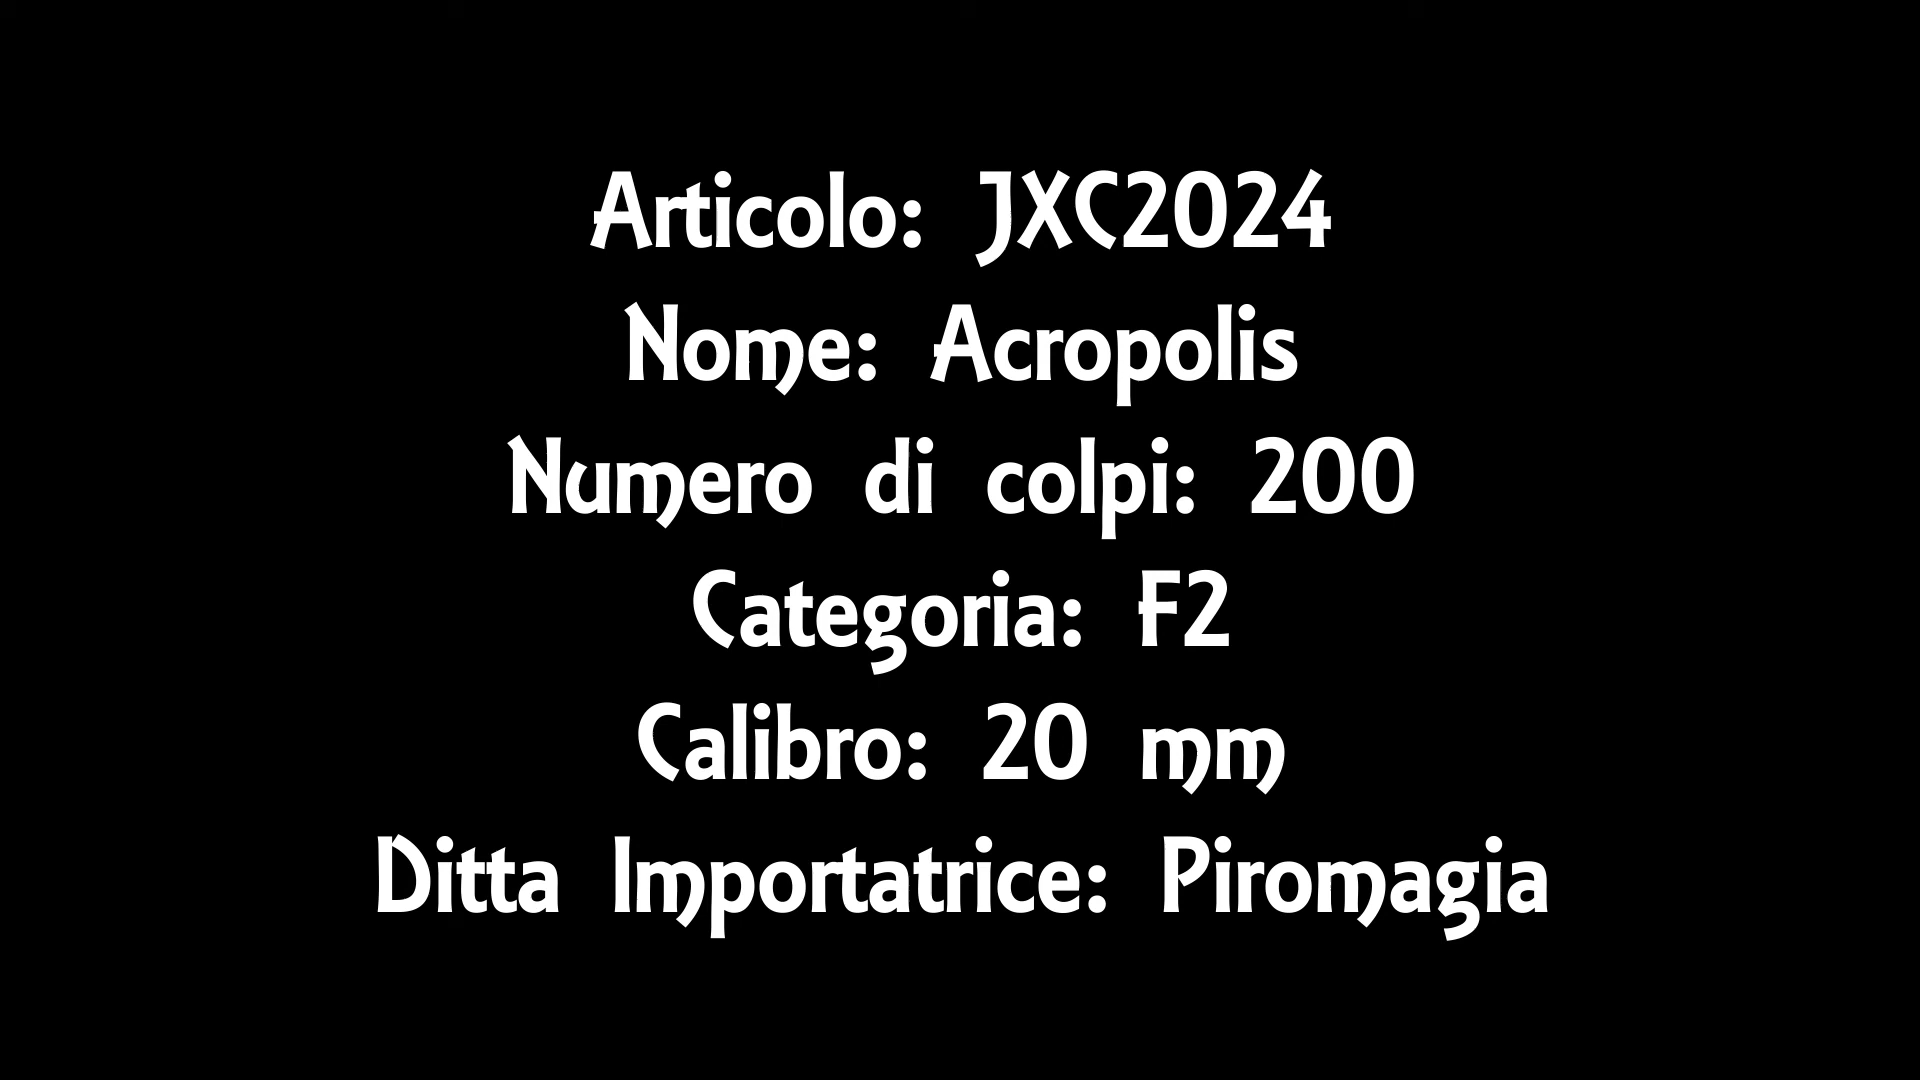 Articolo: JXC2024
Nome: Acropolis
Numero di colpi: 200
Categoria: F2
Calibro: 20 mm
Ditta Importatrice: Piromagia